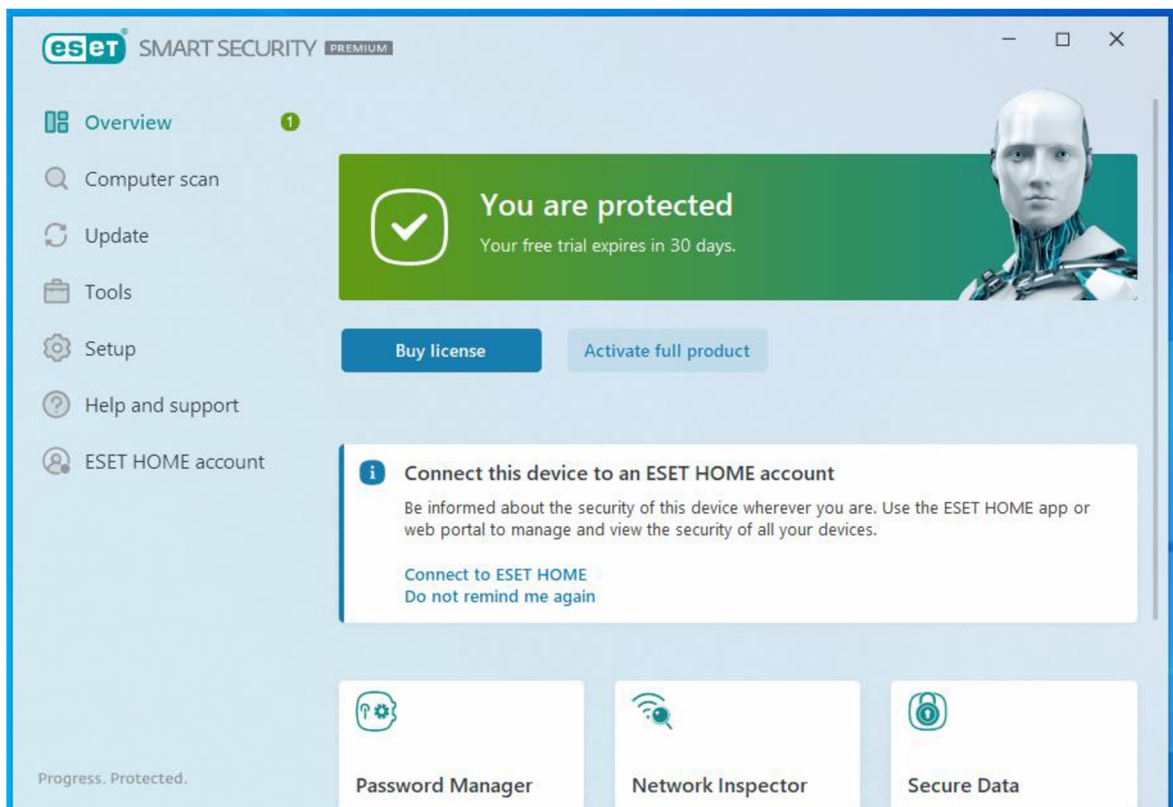 eset® SMART SECURITY PREMIUM
Overview 1
Computer scan
Update
Tools
Setup
Help and support
ESET HOME account
Progress. Protected.
You are protected
Your free trial expires in 30 days.
Buy license Activate full product
Connect this device to an ESET HOME account
Be informed about the security of this device wherever you are. Use the ESET HOME app or
web portal to manage and view the security of all your devices.
Connect to ESET HOME
Do not remind me again
Password Manager Network Inspector Secure Data